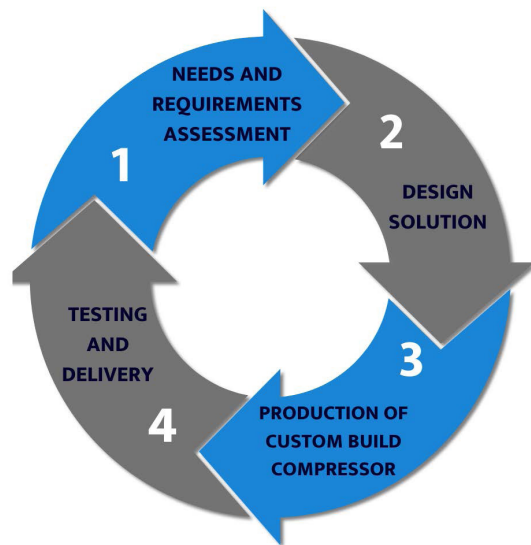 1
NEEDS AND
REQUIREMENTS
ASSESSMENT
2
DESIGN
SOLUTION
3
PRODUCTION OF
CUSTOM BUILD
COMPRESSOR
4
TESTING
AND
DELIVERY